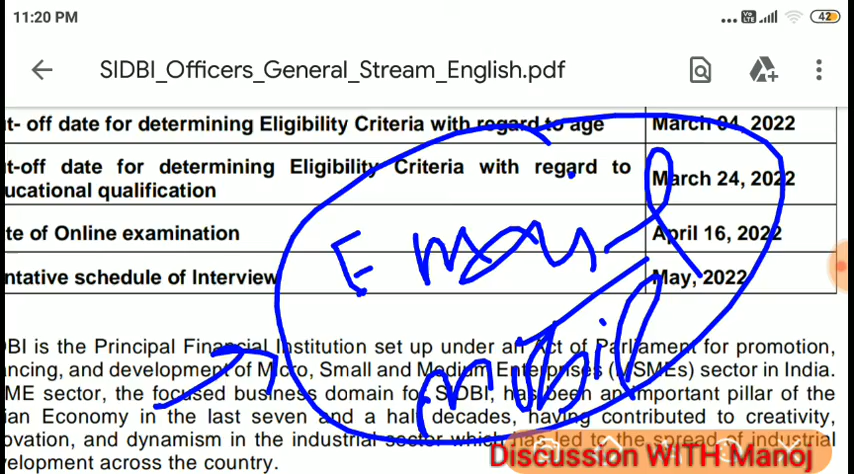 11:20 PM
42
SIDBI_Officers_General_Stream_English.pdf
ut- off date for determining Eligibility Criteria with regard to age March 04, 2022
ut-off date for determining Eligibility Criteria with regard to
ucational qualification March 24, 2022
te of Online examination April 16, 2022
ntative schedule of Interview May, 2022
Email
DBI is the Principal Financial Institution set up under an Act of Parliament for promotion,
ancing, and development of Micro, Small and Medium Enterprises (MSMEs) sector in India.
ME sector, the focused business domain for SIDBI, has been an important pillar of the
ian Economy in the last seven and a half decades, having contributed to creativity,
ovation, and dynamism in the industrial sector which has led to the spread of industrial
velopment across the country.
Discussion WITH Manoj